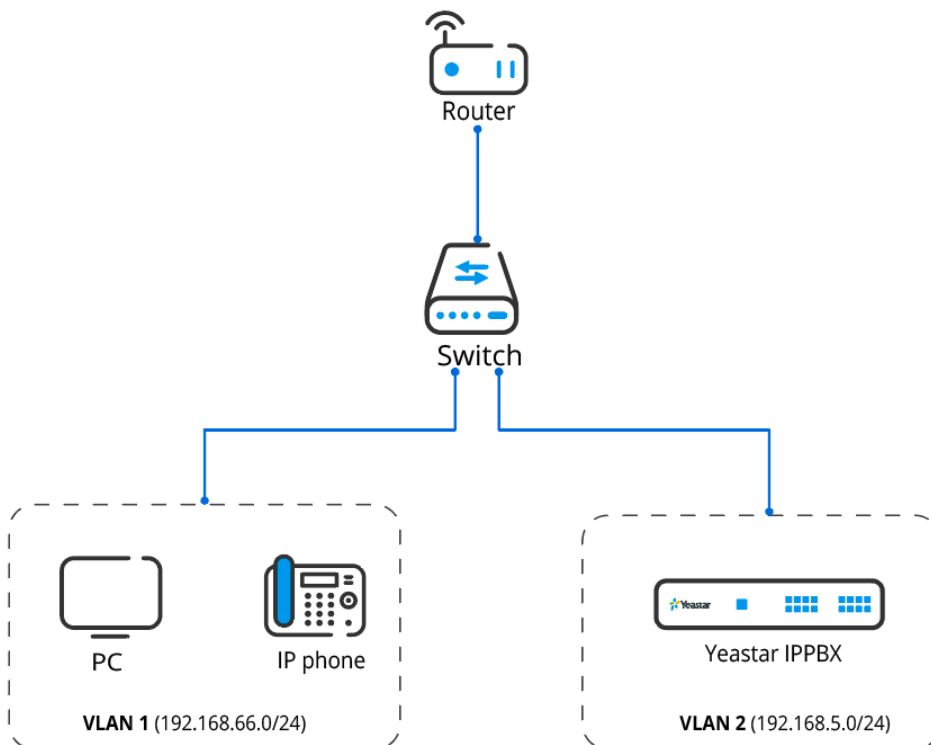 Router
Switch
PC
IP phone
VLAN 1 (192.168.66.0/24)
Yeastar
Yeastar IPPBX
VLAN 2 (192.168.5.0/24)